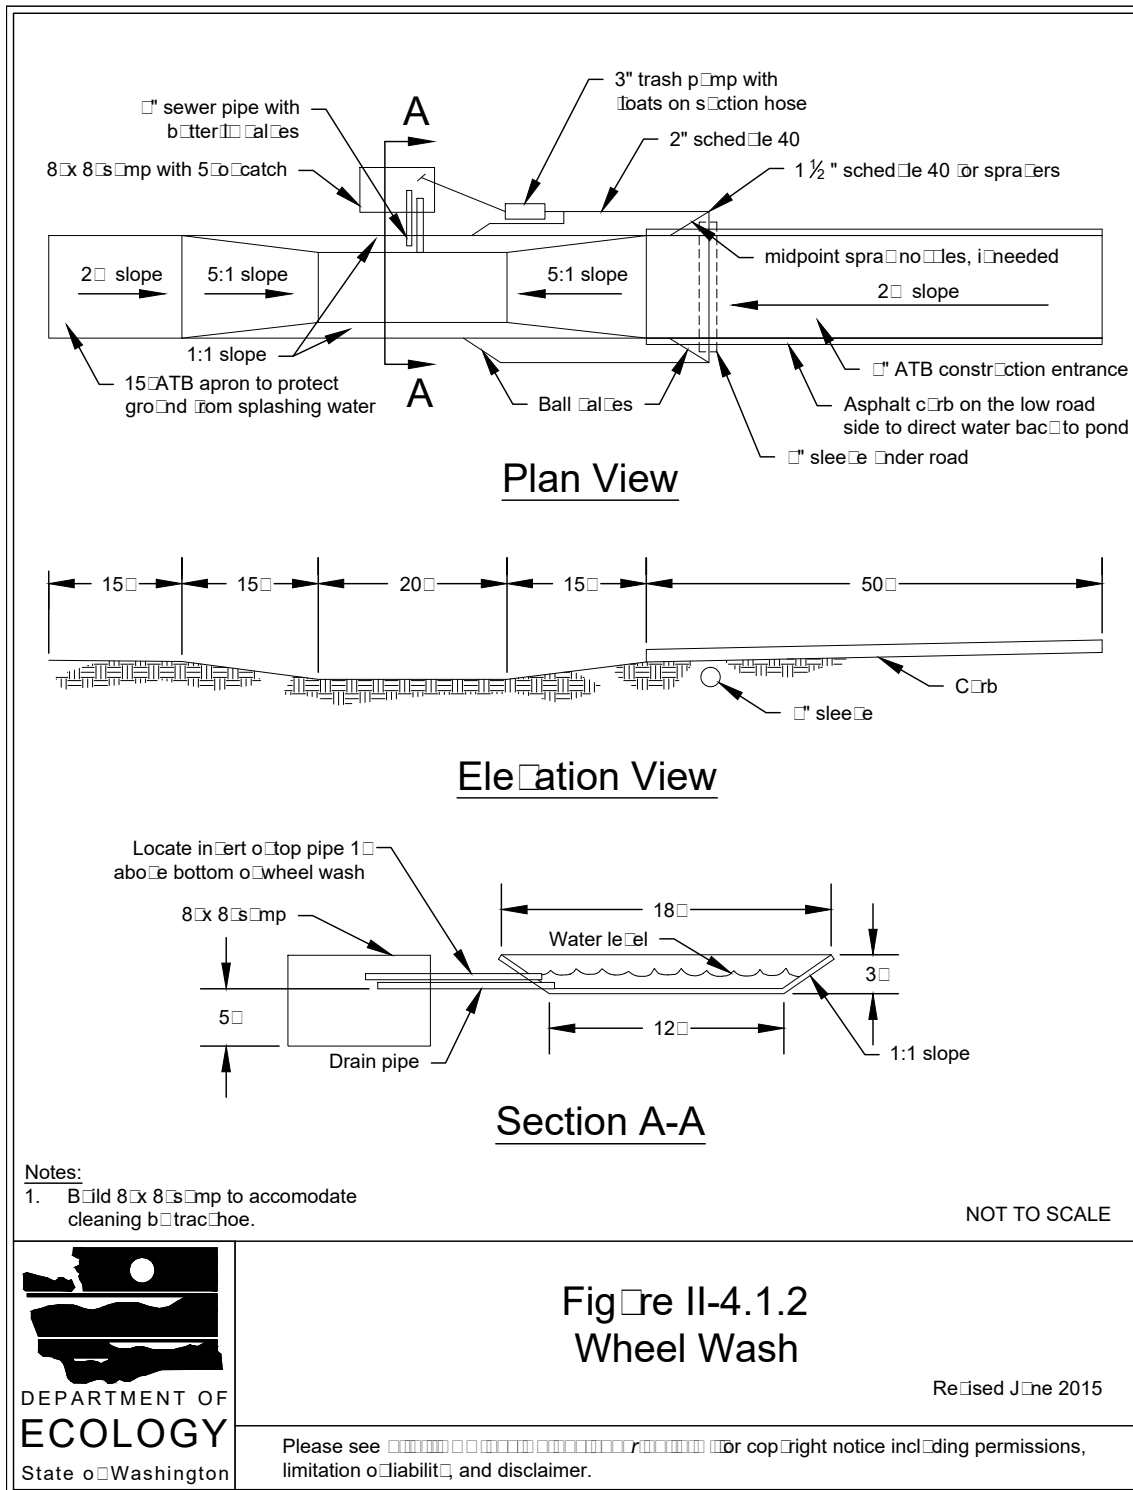 3" trash p□mp with
□loats on s□ction hose
□" sewer pipe with
b□tter□l□ □al□es
A
2" sched□le 40
8□ x 8□ s□mp with 5□ o□ catch
1 ½" sched□le 40 □or spra□ers
midpoint spra□ no□□les, i□ needed
2□ slope
5:1 slope
5:1 slope
2□ slope
1:1 slope
15□ ATB apron to protect
gro□nd □rom splashing water
A
Ball □al□es
□" ATB constr□ction entrance
Asphalt c□rb on the low road
side to direct water bac□ to pond
□" slee□e □nder road
Plan View
15□
15□
20□
15□
50□
C□rb
□" slee□e
Ele□ation View
Locate in□ert o□ top pipe 1□
abo□e bottom o□ wheel wash
8□ x 8□ s□mp
18□
Water le□el
3□
5□
12□
Drain pipe
1:1 slope
Section A-A
Notes:
1. B□ild 8□ x 8□ s□mp to accomodate
cleaning b□ trac□hoe.
NOT TO SCALE
Fig□re II-4.1.2
Wheel Wash
Re□ised J□ne 2015
DEPARTMENT OF
ECOLOGY
State o□ Washington
Please see □or cop□right notice incl□ding permissions,
limitation o□ liabilit□, and disclaimer.